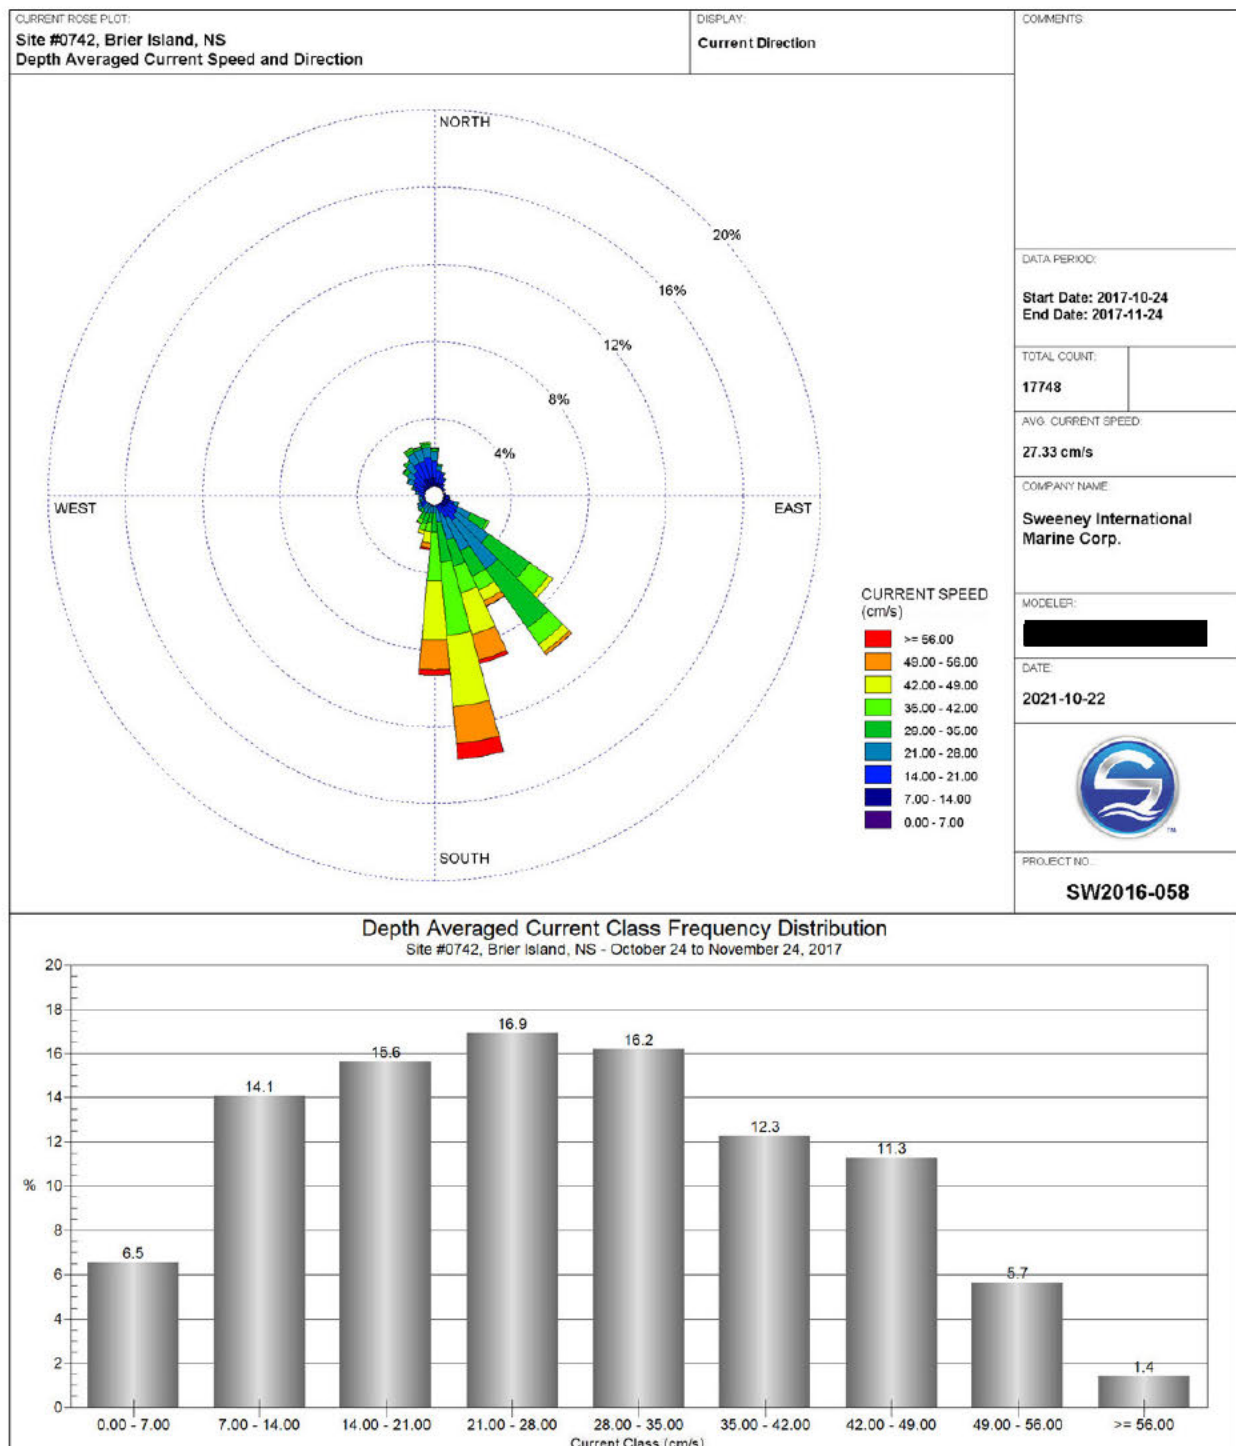 CURRENT ROSE PLOT:
Site #0742, Brier Island, NS
Depth Averaged Current Speed and Direction
DISPLAY:
Current Direction
COMMENTS:
NORTH
20%
16%
12%
8%
4%
WEST
EAST
SOUTH
CURRENT SPEED
(cm/s)
>= 56.00
49.00 - 56.00
42.00 - 49.00
35.00 - 42.00
28.00 - 35.00
21.00 - 28.00
14.00 - 21.00
7.00 - 14.00
0.00 - 7.00
DATA PERIOD:
Start Date: 2017-10-24
End Date: 2017-11-24
TOTAL COUNT:
17748
AVG. CURRENT SPEED:
27.33 cm/s
COMPANY NAME:
Sweeney International
Marine Corp.
MODELER:
DATE:
2021-10-22
TM
PROJECT NO.:
SW2016-058
Depth Averaged Current Class Frequency Distribution
Site #0742, Brier Island, NS - October 24 to November 24, 2017
20
18
16
14
12
10
8
6
4
2
0
%
6.5
14.1
15.6
16.9
16.2
12.3
11.3
5.7
1.4
0.00 - 7.00
7.00 - 14.00
14.00 - 21.00
21.00 - 28.00
28.00 - 35.00
35.00 - 42.00
42.00 - 49.00
49.00 - 56.00
>= 56.00
Current Class (cm/s)